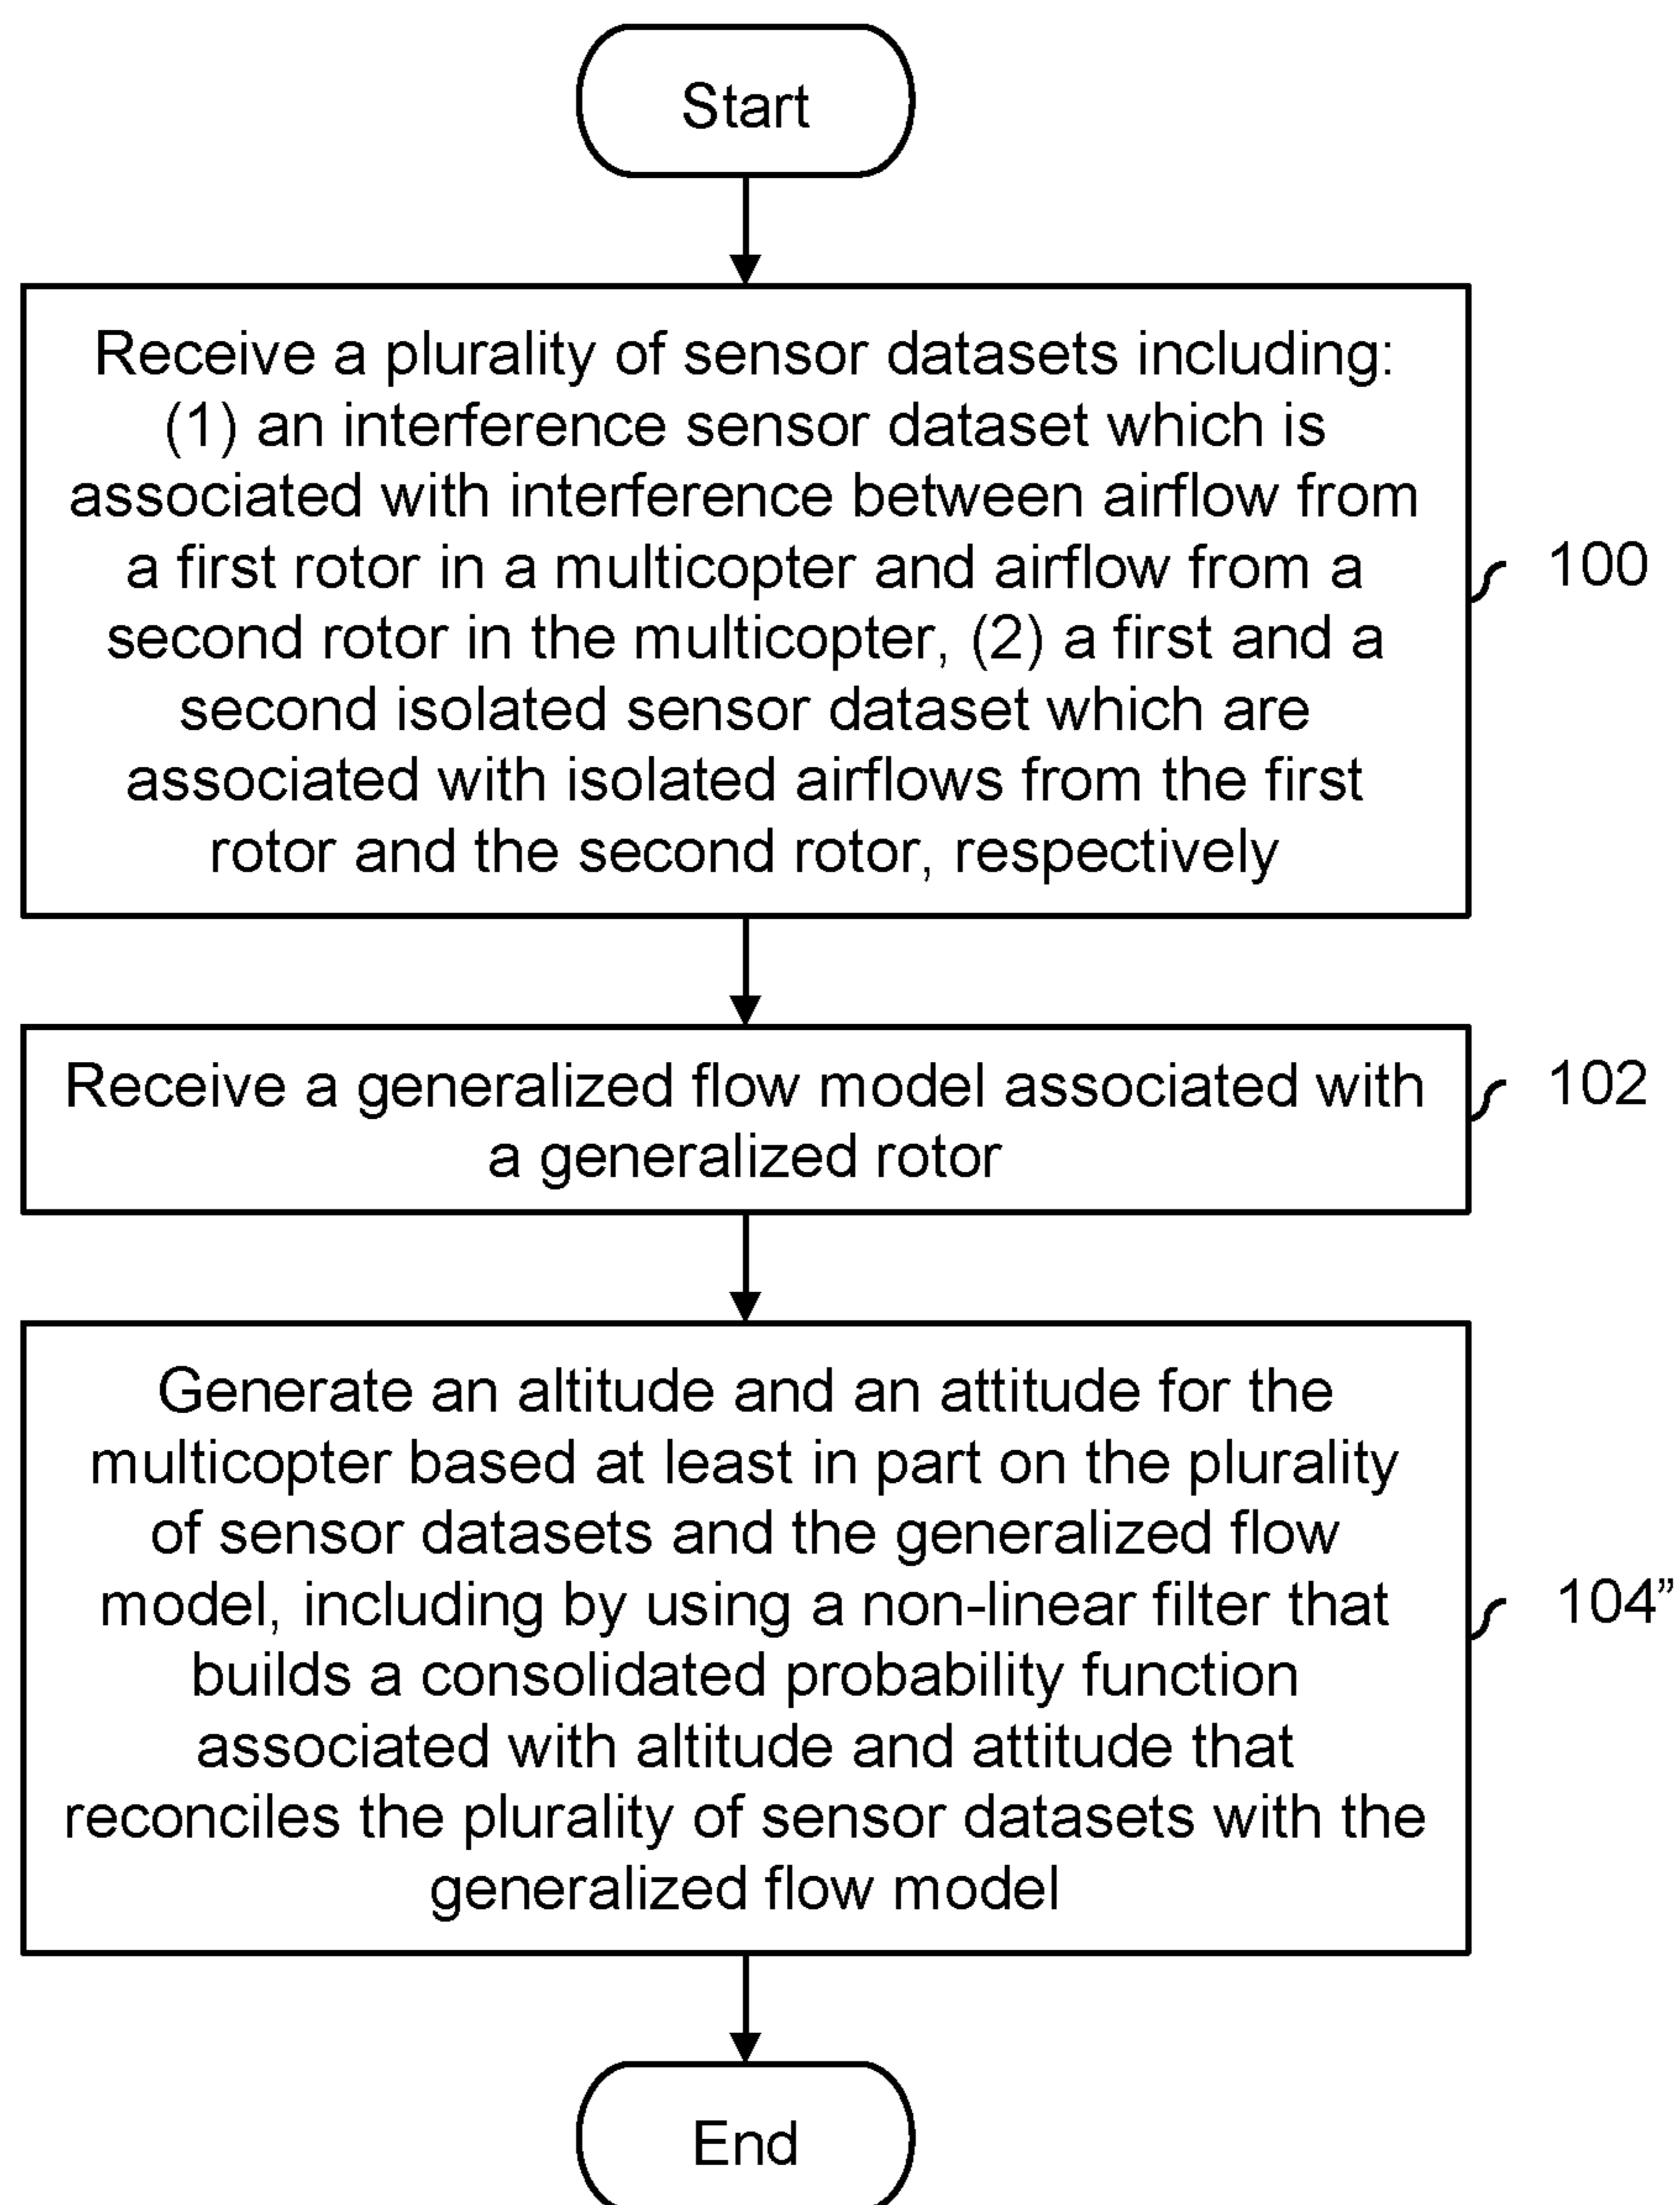 Start
Receive a plurality of sensor datasets including:
(1) an interference sensor dataset which is
associated with interference between airflow from
a first rotor in a multicopter and airflow from a
second rotor in the multicopter, (2) a first and a
second isolated sensor dataset which are
associated with isolated airflows from the first
rotor and the second rotor, respectively
100
Receive a generalized flow model associated with
a generalized rotor
102
Generate an altitude and an attitude for the
multicopter based at least in part on the plurality
of sensor datasets and the generalized flow
model, including by using a non-linear filter that
builds a consolidated probability function
associated with altitude and attitude that
reconciles the plurality of sensor datasets with the
generalized flow model
104”
End